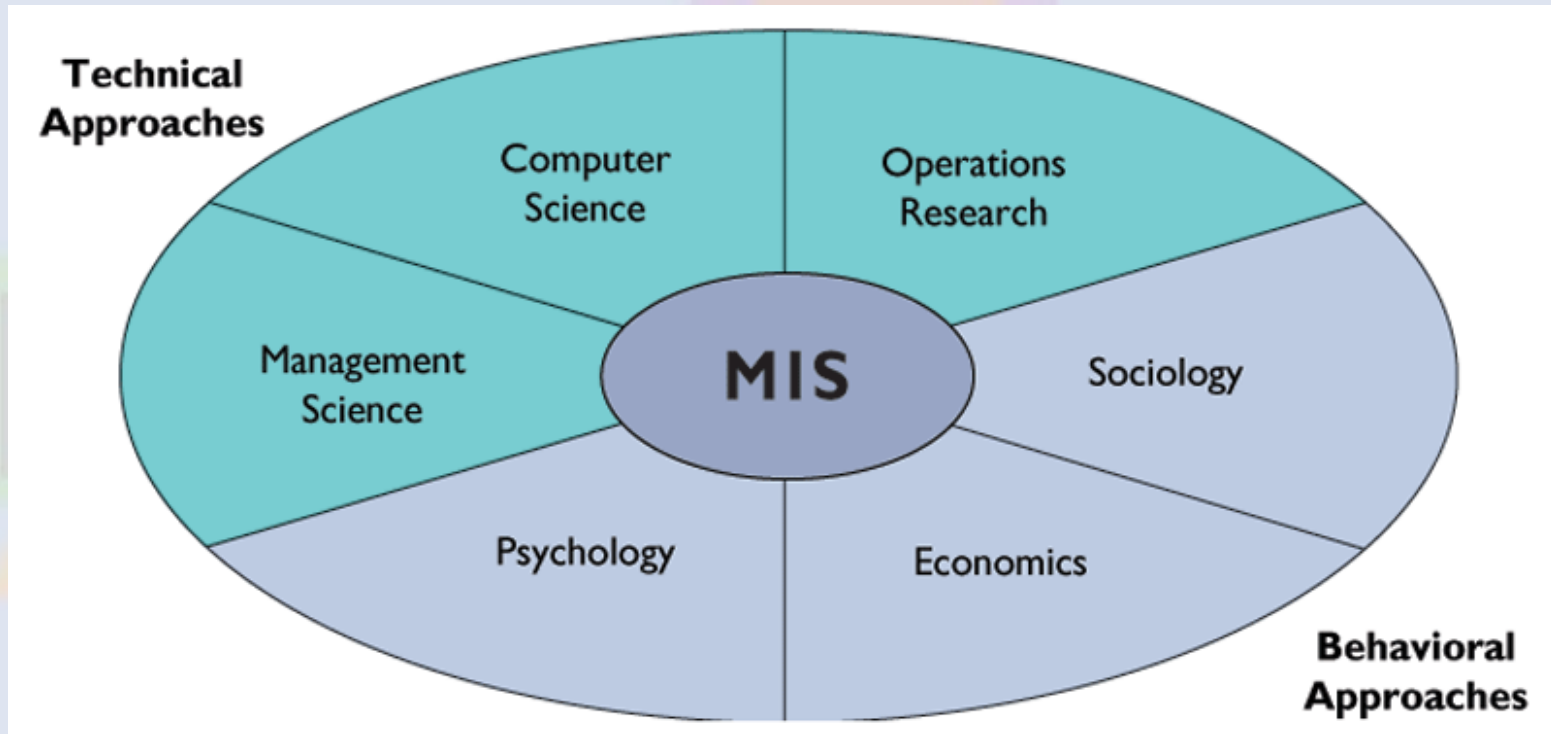 Technical
Approaches
Computer
Science
Operations
Research
Management
Science
MIS
Sociology
Psychology
Economics
Behavioral
Approaches